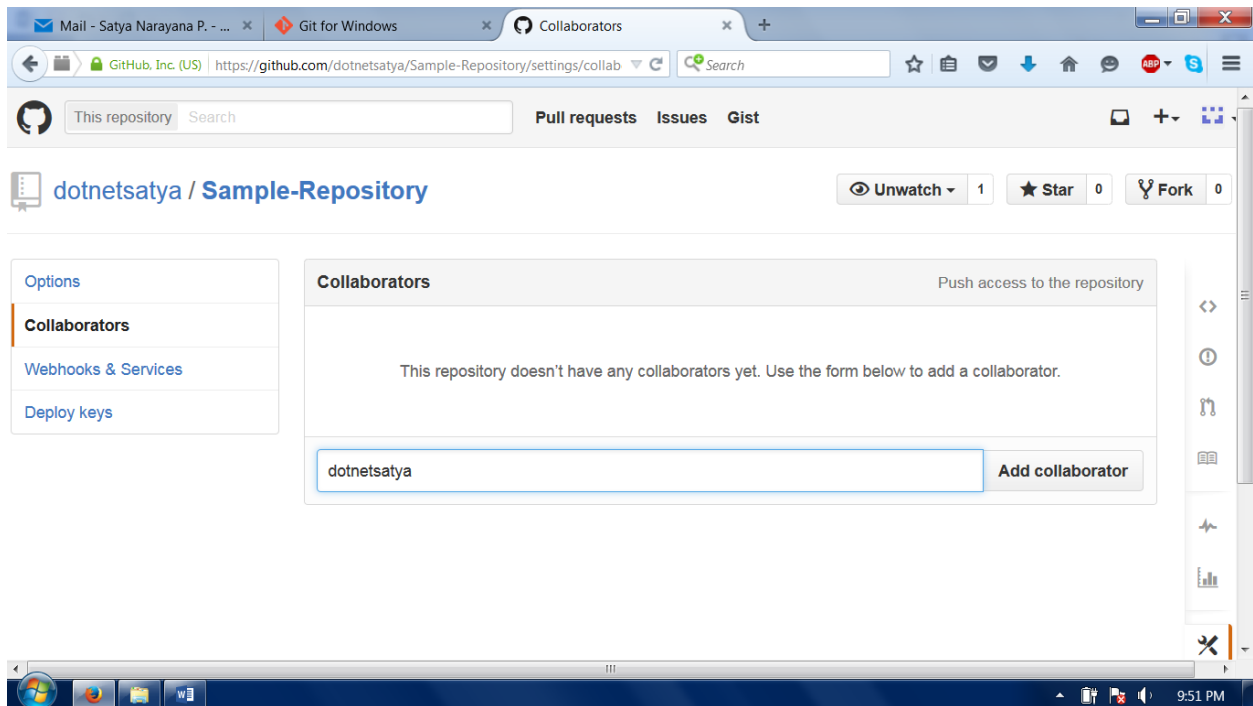 Mail - Satya Narayana P. - ... × Git for Windows × Collaborators × +
GitHub, Inc. (US) https://github.com/dotnetsatya/Sample-Repository/settings/collab Search ABP
This repository Search Pull requests Issues Gist
dotnetsatya / Sample-Repository Unwatch 1 Star 0 Fork 0
Options
Collaborators
Webhooks & Services
Deploy keys
Collaborators Push access to the repository
This repository doesn't have any collaborators yet. Use the form below to add a collaborator.
dotnetsatya Add collaborator
9:51 PM